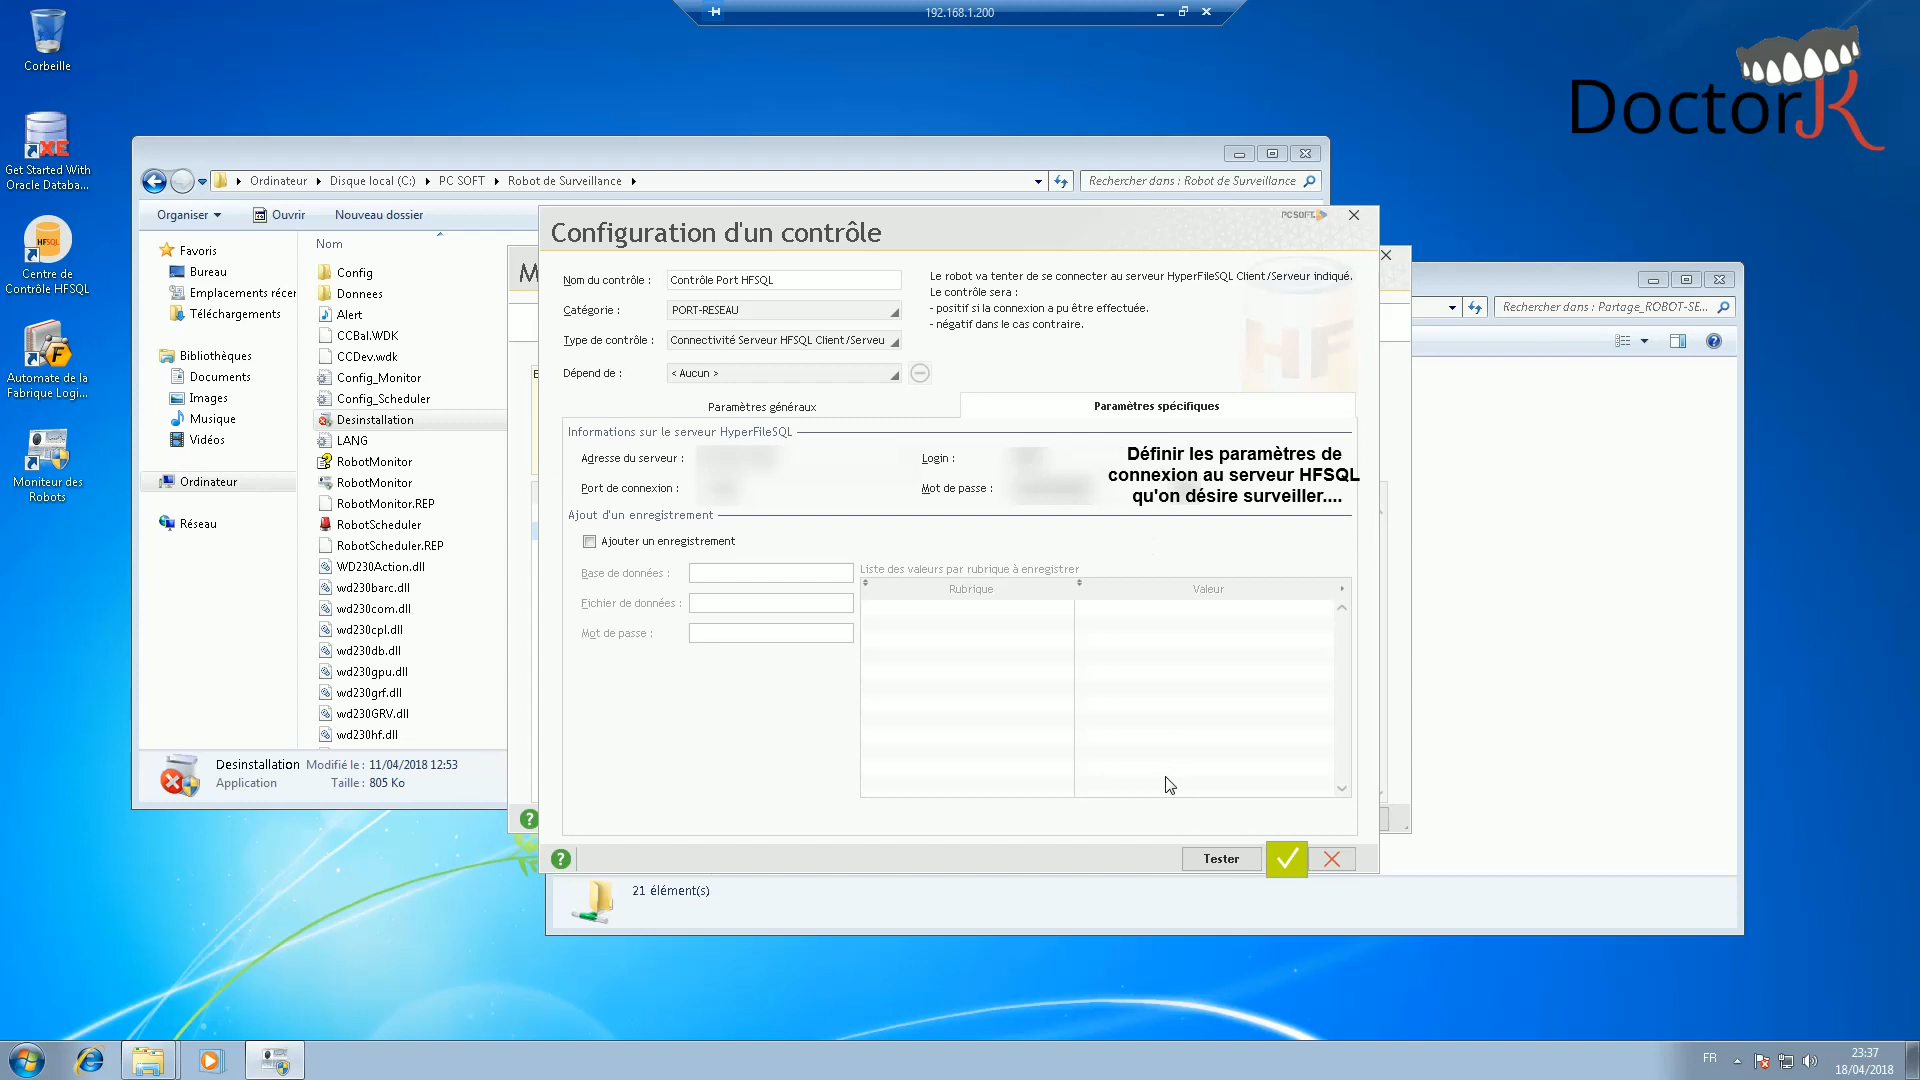 192.168.1.200
DoctorK
Corbeille
Get Started With
Oracle Databa...
Centre de
Contrôle HFSQL
Automate de la
Fabrique Logi...
Moniteur des
Robots
Ordinateur
Disque local (C:)
PC SOFT
Robot de Surveillance
Rechercher dans : Robot de Surveillance
Organiser
Ouvrir
Nouveau dossier
Favoris
Bureau
Emplacements récer
Téléchargements
Bibliothèques
Documents
Images
Musique
Vidéos
Ordinateur
Réseau
Nom
Config
Donnees
Alert
CCBal.WDK
CCDev.wdk
Config_Monitor
Config_Scheduler
Desinstallation
LANG
RobotMonitor
RobotMonitor
RobotMonitor.REP
RobotScheduler
RobotScheduler.REP
WD230Action.dll
wd230barc.dll
wd230com.dll
wd230cpl.dll
wd230db.dll
wd230gpu.dll
wd230grf.dll
wd230GRV.dll
wd230hf.dll
Desinstallation Modifié le : 11/04/2018 12:53
Application Taille : 805 Ko
PC SOFT
Configuration d'un contrôle
Nom du contrôle : Contrôle Port HFSQL
Catégorie : PORT-RESEAU
Type de contrôle : Connectivité Serveur HFSQL Client/Serveu
Dépend de : < Aucun >
Le robot va tenter de se connecter au serveur HyperFileSQL Client/Serveur indiqué.
Le contrôle sera :
- positif si la connexion a pu être effectuée.
- négatif dans le cas contraire.
Paramètres généraux
Paramètres spécifiques
Informations sur le serveur HyperFileSQL
Adresse du serveur :
Login :
Port de connexion :
Mot de passe :
Définir les paramètres de
connexion au serveur HFSQL
qu'on désire surveiller....
Ajout d'un enregistrement
Ajouter un enregistrement
Base de données :
Fichier de données :
Mot de passe :
Liste des valeurs par rubrique à enregistrer
Rubrique
Valeur
Tester
Rechercher dans : Partage_ROBOT-SE...
21 élément(s)
FR
23:37
18/04/2018